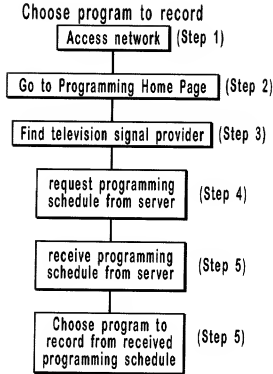 Choose program to record
Access network (Step 1)
Go to Programming Home Page (Step 2)
Find television signal provider (Step 3)
request programming
schedule from server
(Step 4)
receive programming
schedule from server
(Step 5)
Choose program to
record from received
programming schedule
(Step 5)